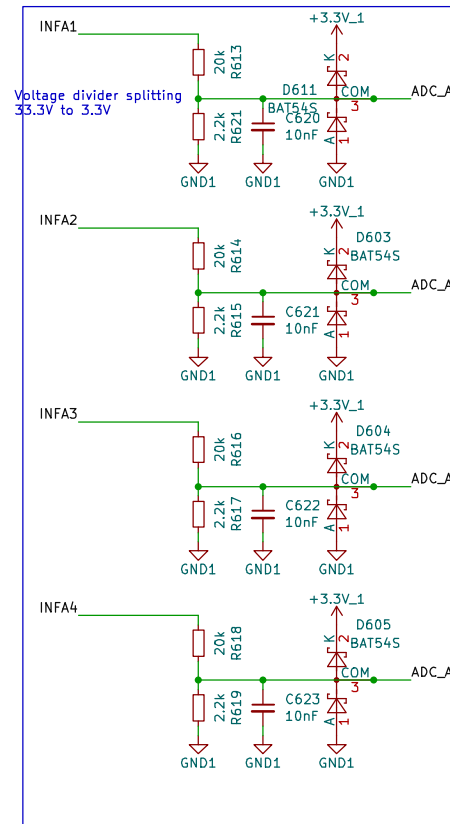 INFA1
+3.3V_1
20k
R613
K
2
D611
BAT54S
COM
3
ADC_A
Voltage divider splitting
33.3V to 3.3V
2.2k
R621
C620
10nF
A
1
GND1
GND1
GND1
INFA2
+3.3V_1
20k
R614
K
2
D603
BAT54S
COM
3
ADC_A
2.2k
R615
C621
10nF
A
1
GND1
GND1
GND1
INFA3
+3.3V_1
20k
R616
K
2
D604
BAT54S
COM
3
ADC_A
2.2k
R617
C622
10nF
A
1
GND1
GND1
GND1
INFA4
+3.3V_1
20k
R618
K
2
D605
BAT54S
COM
3
ADC_A
2.2k
R619
C623
10nF
A
1
GND1
GND1
GND1